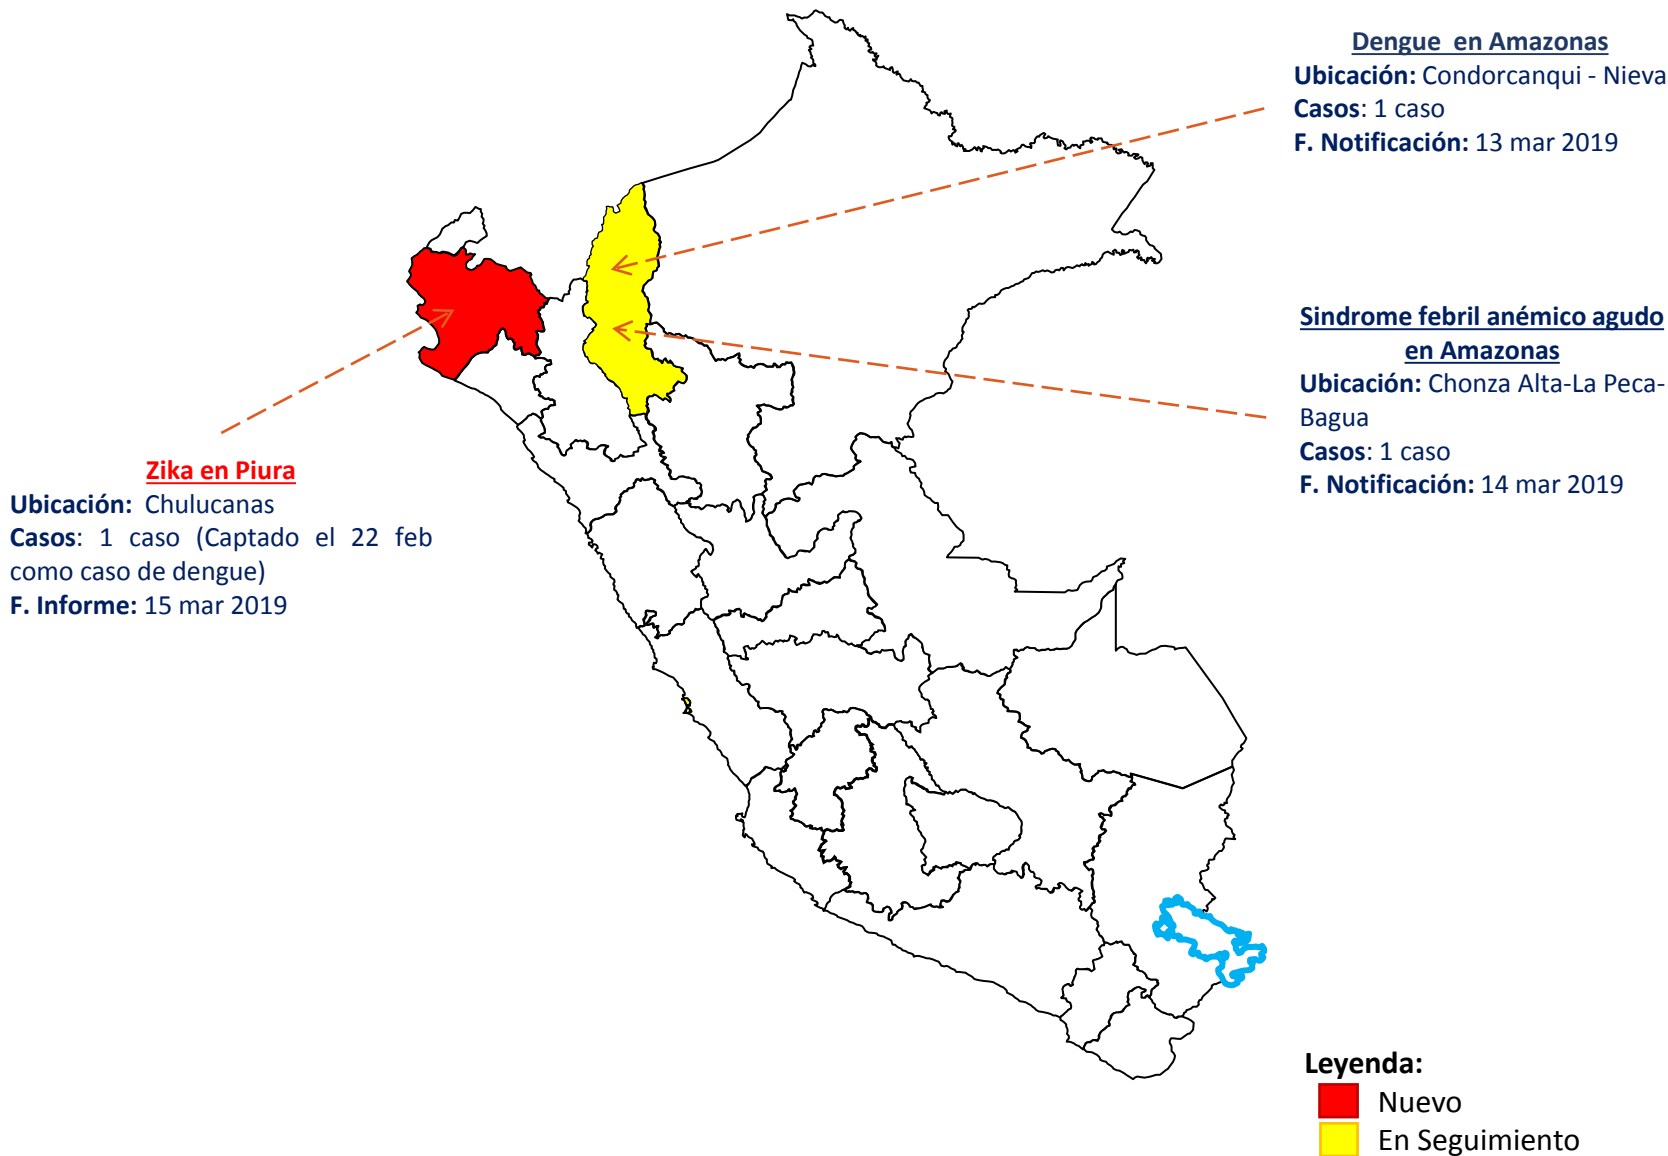 Dengue en Amazonas
Ubicación: Condorcanqui - Nieva
Casos: 1 caso
F. Notificación: 13 mar 2019
Sindrome febril anémico agudo
en Amazonas
Ubicación: Chonza Alta-La Peca-
Bagua
Casos: 1 caso
F. Notificación: 14 mar 2019
Zika en Piura
Ubicación: Chulucanas
Casos: 1 caso (Captado el 22 feb
como caso de dengue)
F. Informe: 15 mar 2019
Leyenda:
Nuevo
En Seguimiento